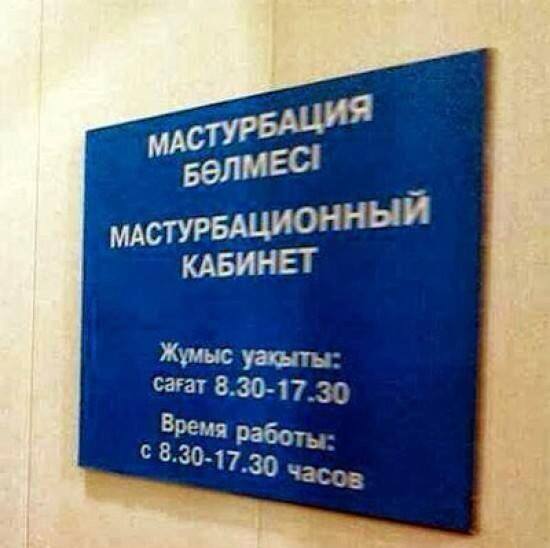 МАСТУРБАЦИЯ
БӨЛМЕСІ
МАСТУРБАЦИОННЫЙ
КАБИНЕТ
Жұмыс уақыты:
сағат 8.30-17.30
Время работы:
с 8.30-17.30 часов